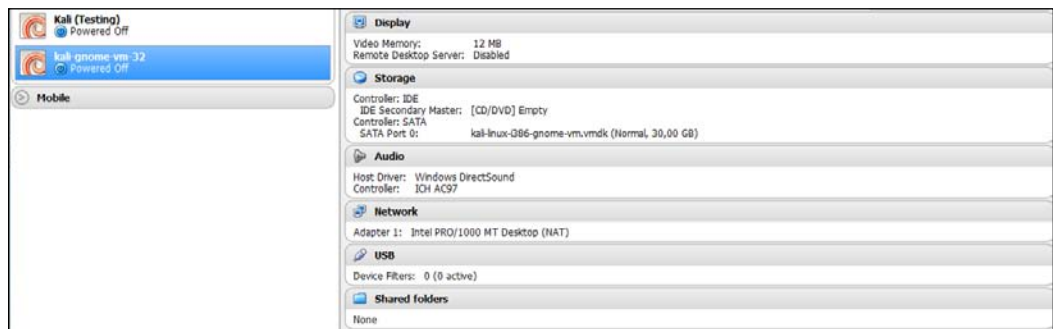 Kali (Testing)
Powered Off
kali-gnome-vm-32
Powered Off
Mobile
Display
Video Memory: 12 MB
Remote Desktop Server: Disabled
Storage
Controller: IDE
IDE Secondary Master: [CD/DVD] Empty
Controller: SATA
SATA Port 0: kali-linux-i386-gnome-vm.vmdk (Normal, 30,00 GB)
Audio
Host Driver: Windows DirectSound
Controller: ICH AC97
Network
Adapter 1: Intel PRO/1000 MT Desktop (NAT)
USB
Device Filters: 0 (0 active)
Shared folders
None